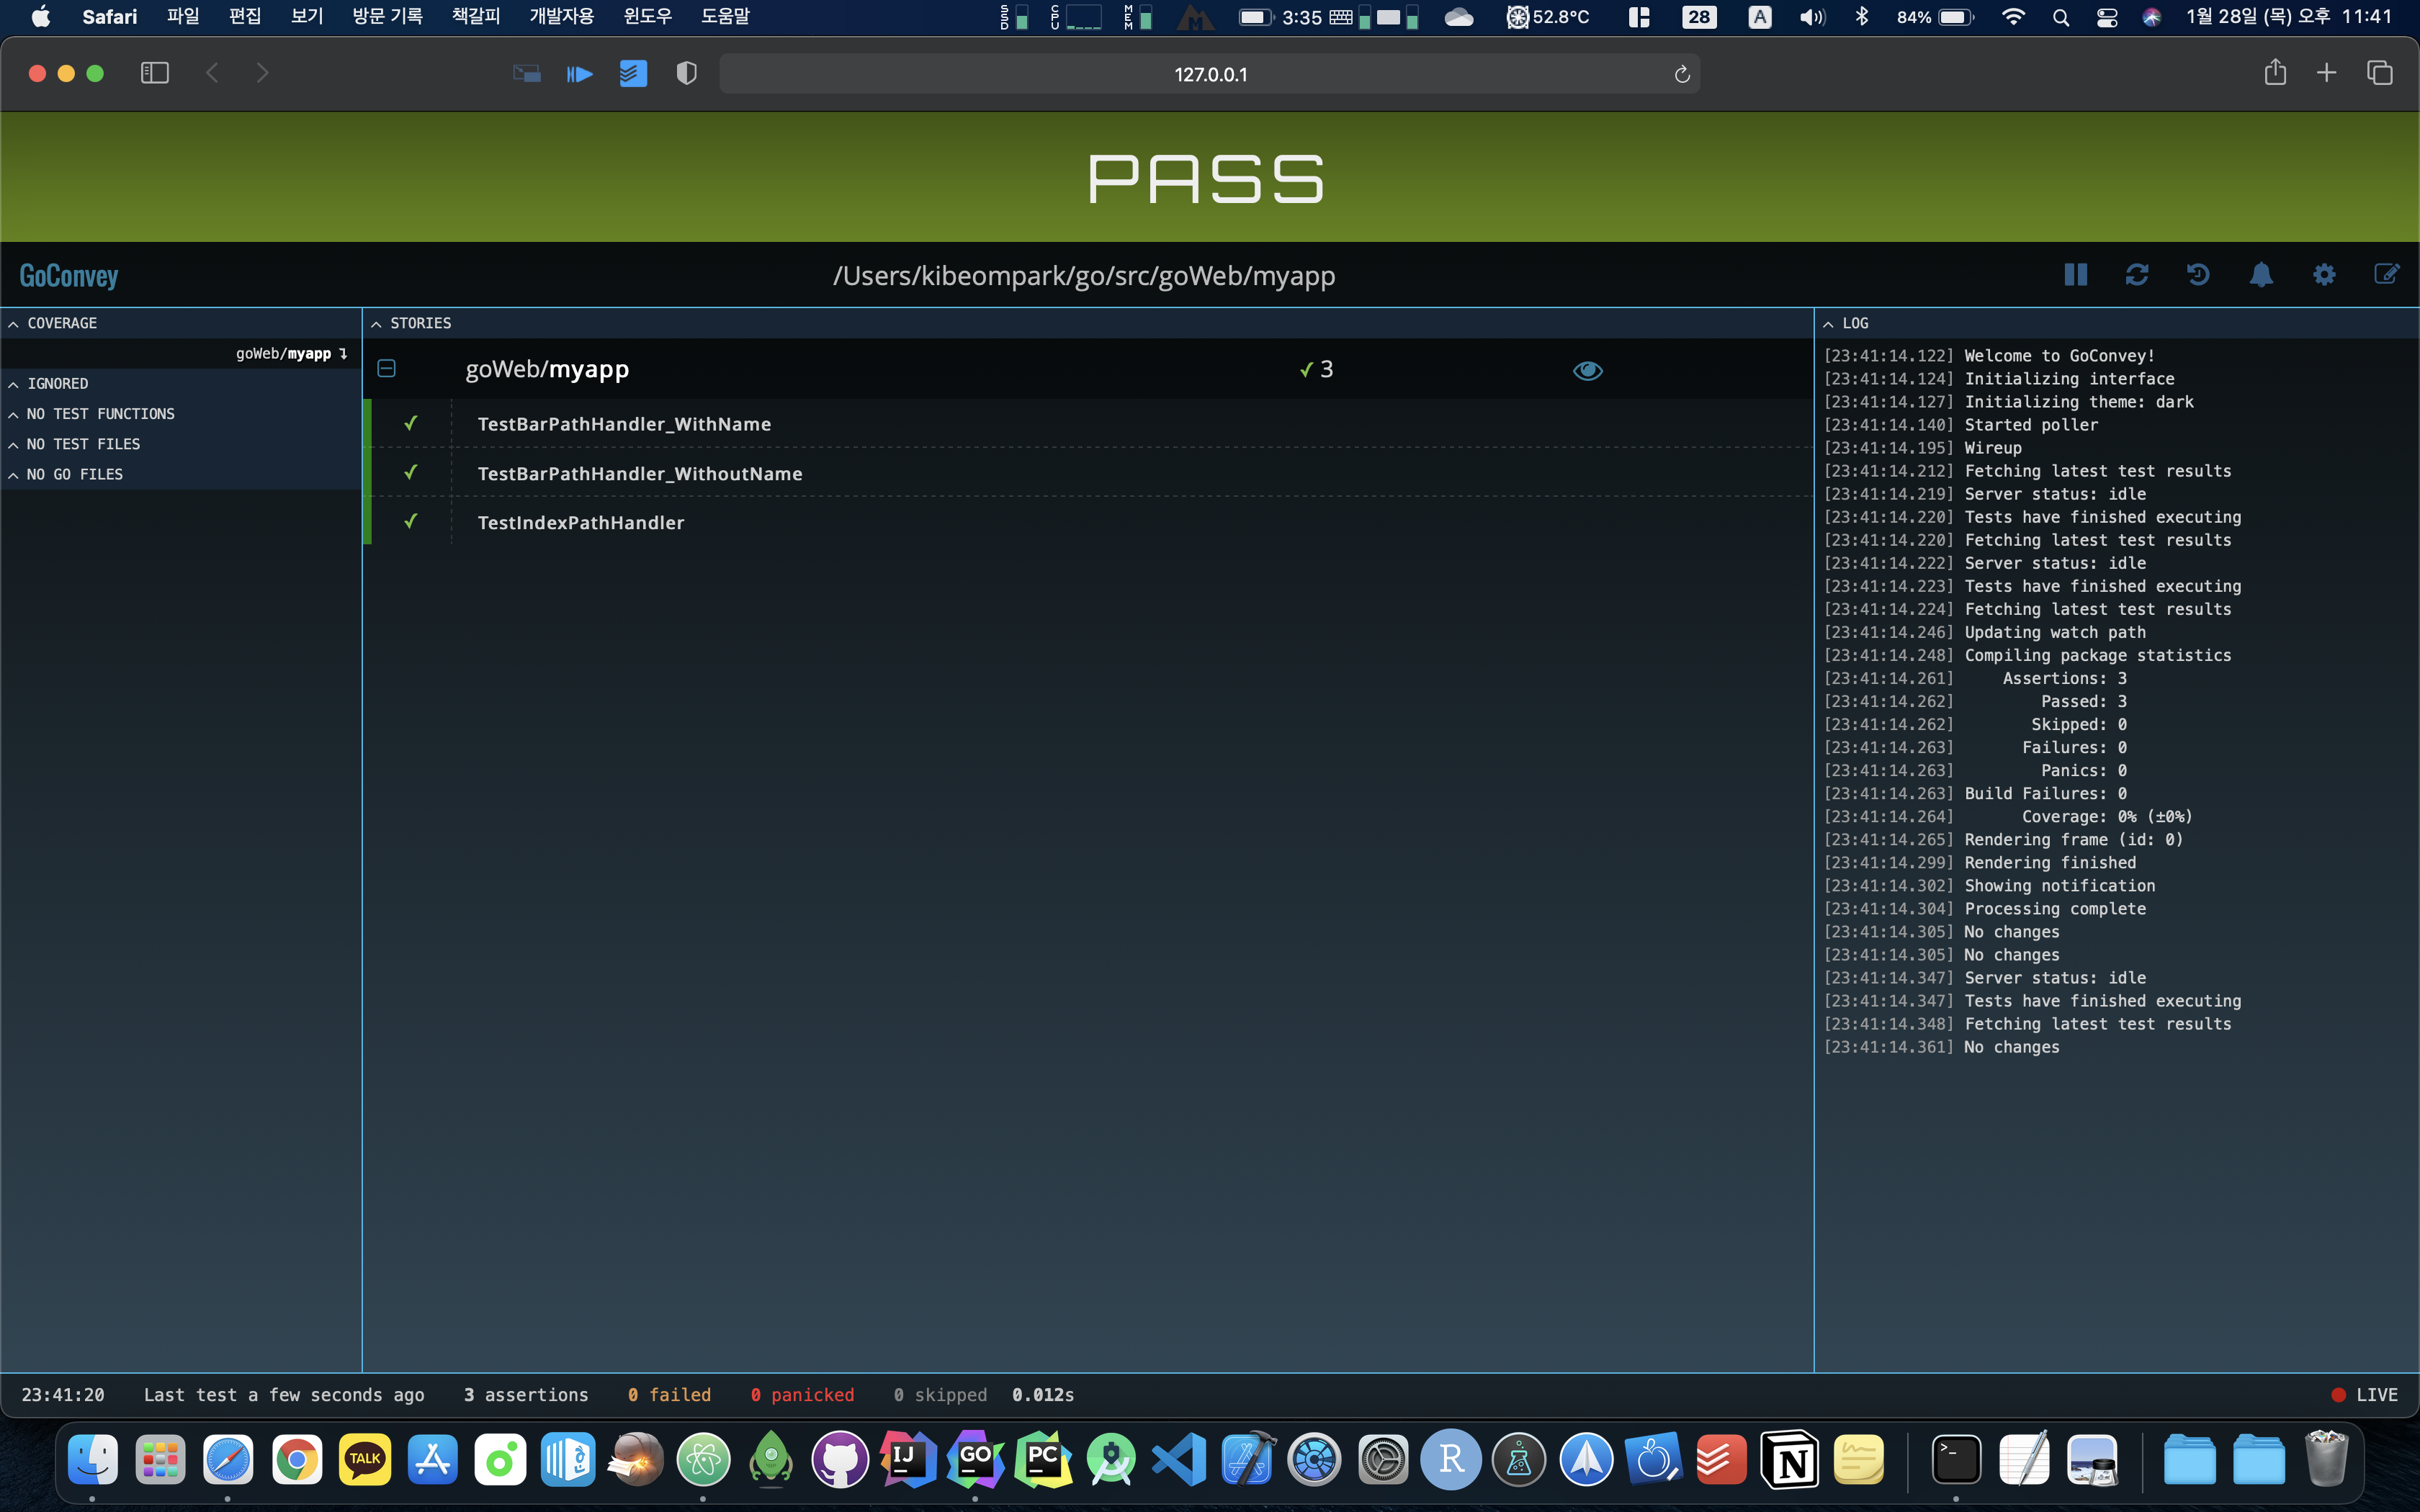 Safari 파일 편집 보기 방문 기록 책갈피 개발자용 윈도우 도움말 SSD CPU MEM 3:35 52.8°C 28 A 84% 1월 28일 (목) 오후 11:41
127.0.0.1
PASS
GoConvey /Users/kibeompark/go/src/goWeb/myapp
COVERAGE
goWeb/myapp
IGNORED
NO TEST FUNCTIONS
NO TEST FILES
NO GO FILES
STORIES
goWeb/myapp ✓ 3
✓ TestBarPathHandler_WithName
✓ TestBarPathHandler_WithoutName
✓ TestIndexPathHandler
LOG
[23:41:14.122] Welcome to GoConvey!
[23:41:14.124] Initializing interface
[23:41:14.127] Initializing theme: dark
[23:41:14.140] Started poller
[23:41:14.195] Wireup
[23:41:14.212] Fetching latest test results
[23:41:14.219] Server status: idle
[23:41:14.220] Tests have finished executing
[23:41:14.220] Fetching latest test results
[23:41:14.222] Server status: idle
[23:41:14.223] Tests have finished executing
[23:41:14.224] Fetching latest test results
[23:41:14.246] Updating watch path
[23:41:14.248] Compiling package statistics
[23:41:14.261] Assertions: 3
[23:41:14.262] Passed: 3
[23:41:14.262] Skipped: 0
[23:41:14.263] Failures: 0
[23:41:14.263] Panics: 0
[23:41:14.263] Build Failures: 0
[23:41:14.264] Coverage: 0% (±0%)
[23:41:14.265] Rendering frame (id: 0)
[23:41:14.299] Rendering finished
[23:41:14.302] Showing notification
[23:41:14.304] Processing complete
[23:41:14.305] No changes
[23:41:14.305] No changes
[23:41:14.347] Server status: idle
[23:41:14.347] Tests have finished executing
[23:41:14.348] Fetching latest test results
[23:41:14.361] No changes
23:41:20 Last test a few seconds ago 3 assertions 0 failed 0 panicked 0 skipped 0.012s LIVE
TALK IJ GO PC R N